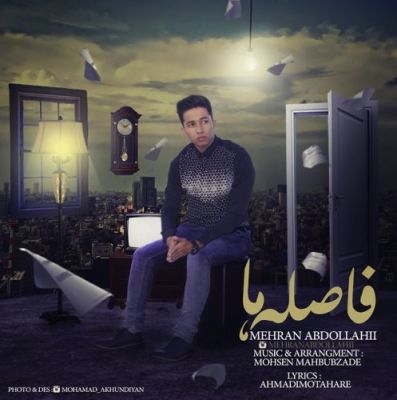 فاصله ها
MEHRAN ABDOLLAHII
MEHRANABDOLLAHII
MUSIC & ARRANGMENT :
MOHSEN MAHBUBZADE
LYRICS :
AHMADIMOTAHARE
PHOTO & DES : MOHAMAD_AKHUNDIYAN